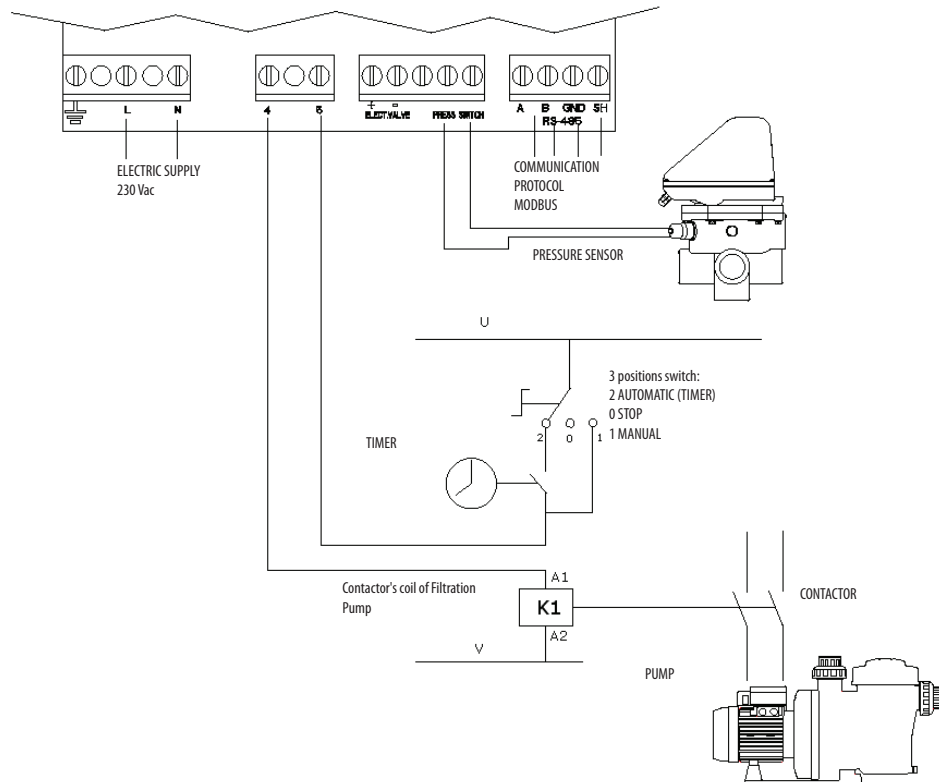 L N 4 5 + - A B GND SH
ELECT.VALVE PRESS SWITCH RS-485
ELECTRIC SUPPLY
230 Vac
COMMUNICATION
PROTOCOL
MODBUS
PRESSURE SENSOR
U
3 positions switch:
2 AUTOMATIC (TIMER)
0 STOP
1 MANUAL
2 0 1
TIMER
Contactor's coil of Filtration
Pump
A1
K1
A2
V
CONTACTOR
PUMP